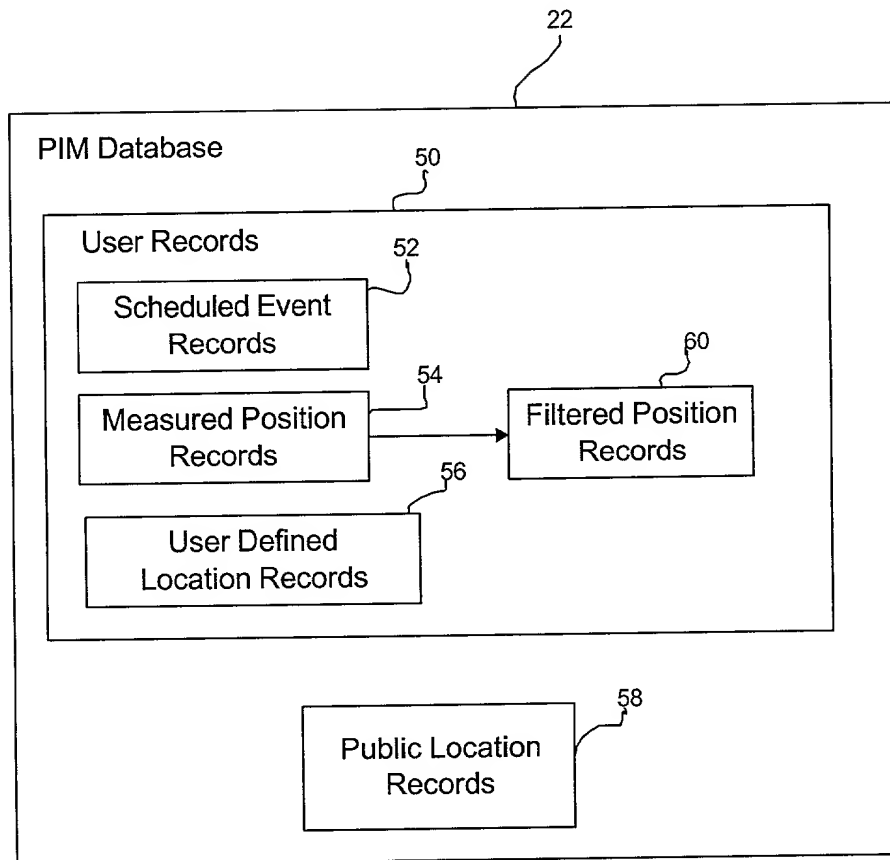 22
PIM Database
50
User Records
52
Scheduled Event
Records
54
Measured Position
Records
60
Filtered Position
Records
56
User Defined
Location Records
58
Public Location
Records